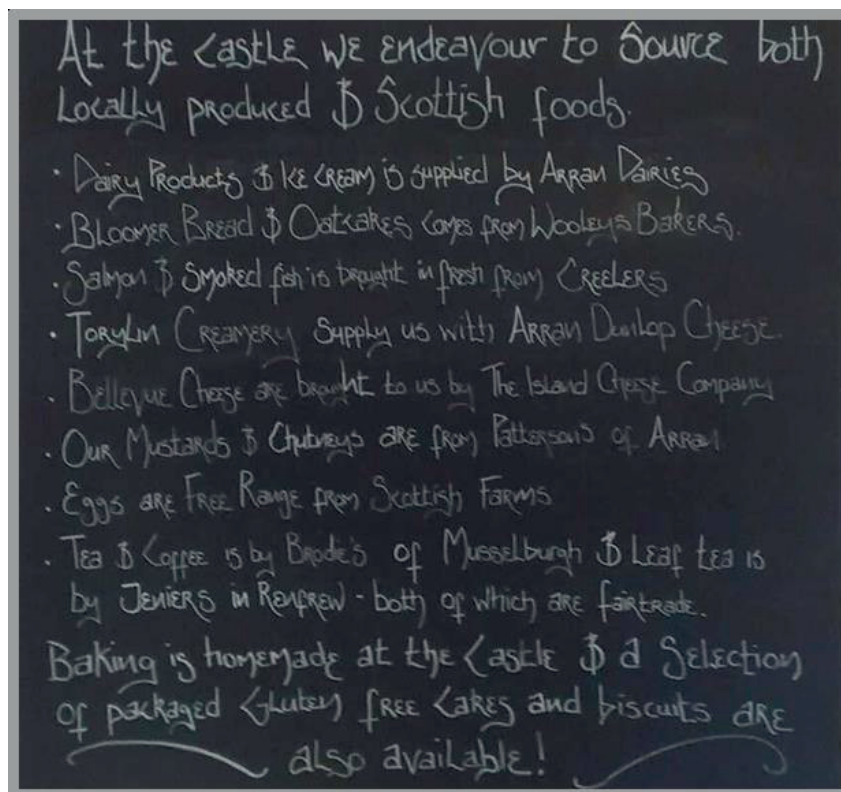 At the Castle we endeavour to Source both
Locally produced & Scottish foods.
· Dairy Products & Ice Cream is supplied by Arran Dairies
· Bloomer Bread & Oatcakes comes from Wooleys Bakers.
· Salmon & Smoked fish is brought in fresh from Creelers
· Torylin Creamery Supply us with Arran Dunlop Cheese.
· Bellevue Cheese are brought to us by The Island Cheese Company
· Our Mustards & Chutneys are from Pattersons of Arran
· Eggs are Free Range from Scottish Farms
· Tea & Coffee is by Brodie's of Musselburgh & Leaf tea is
by Jeniers in Renfrew - both of which are fairtrade.
Baking is homemade at the Castle & a Selection
of packaged Gluten free Cakes and biscuits are
also available!